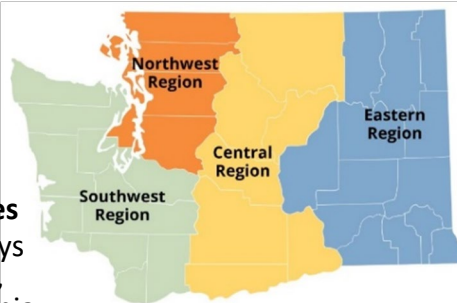 Northwest
Region
Eastern
Region
Central
Region
Southwest
Region
es
ys